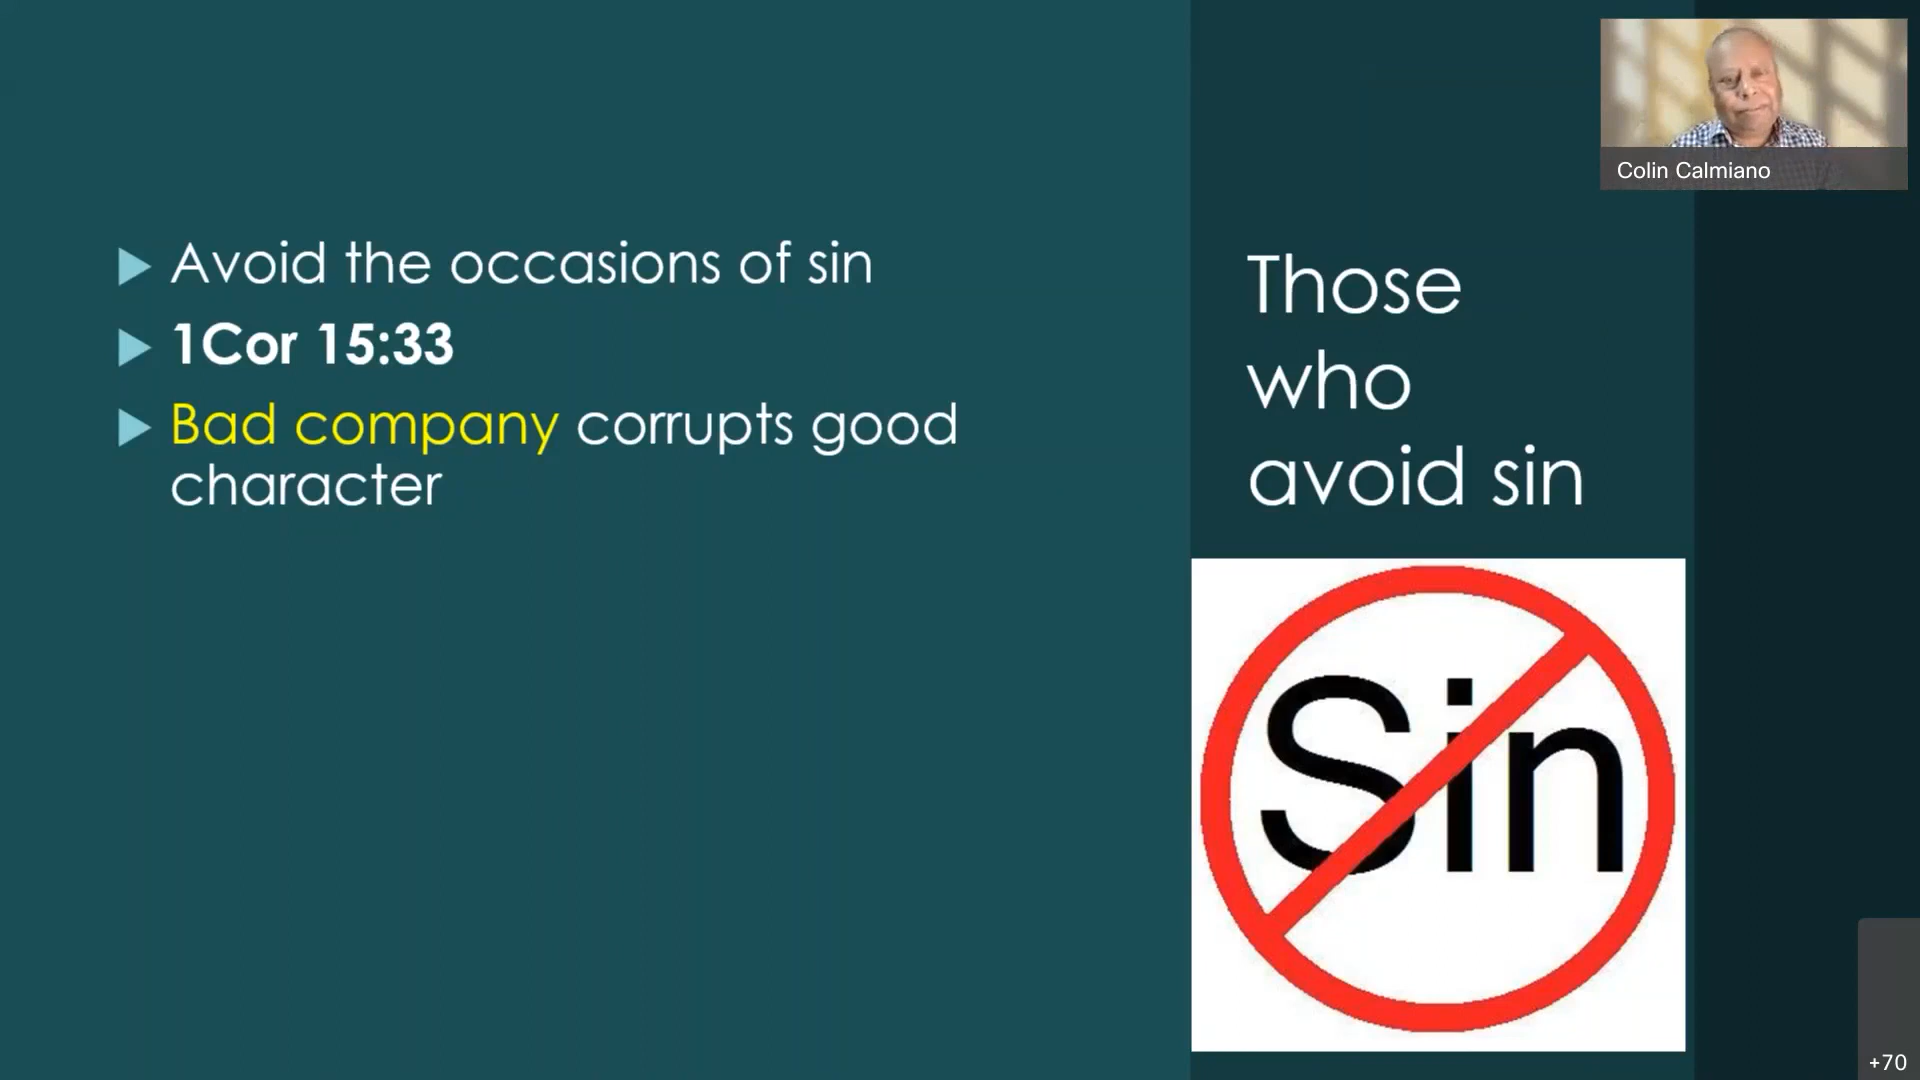 Avoid the occasions of sin
1Cor 15:33
Bad company corrupts good
character
Those
who
avoid sin
Sin
Colin Calmiano
+70